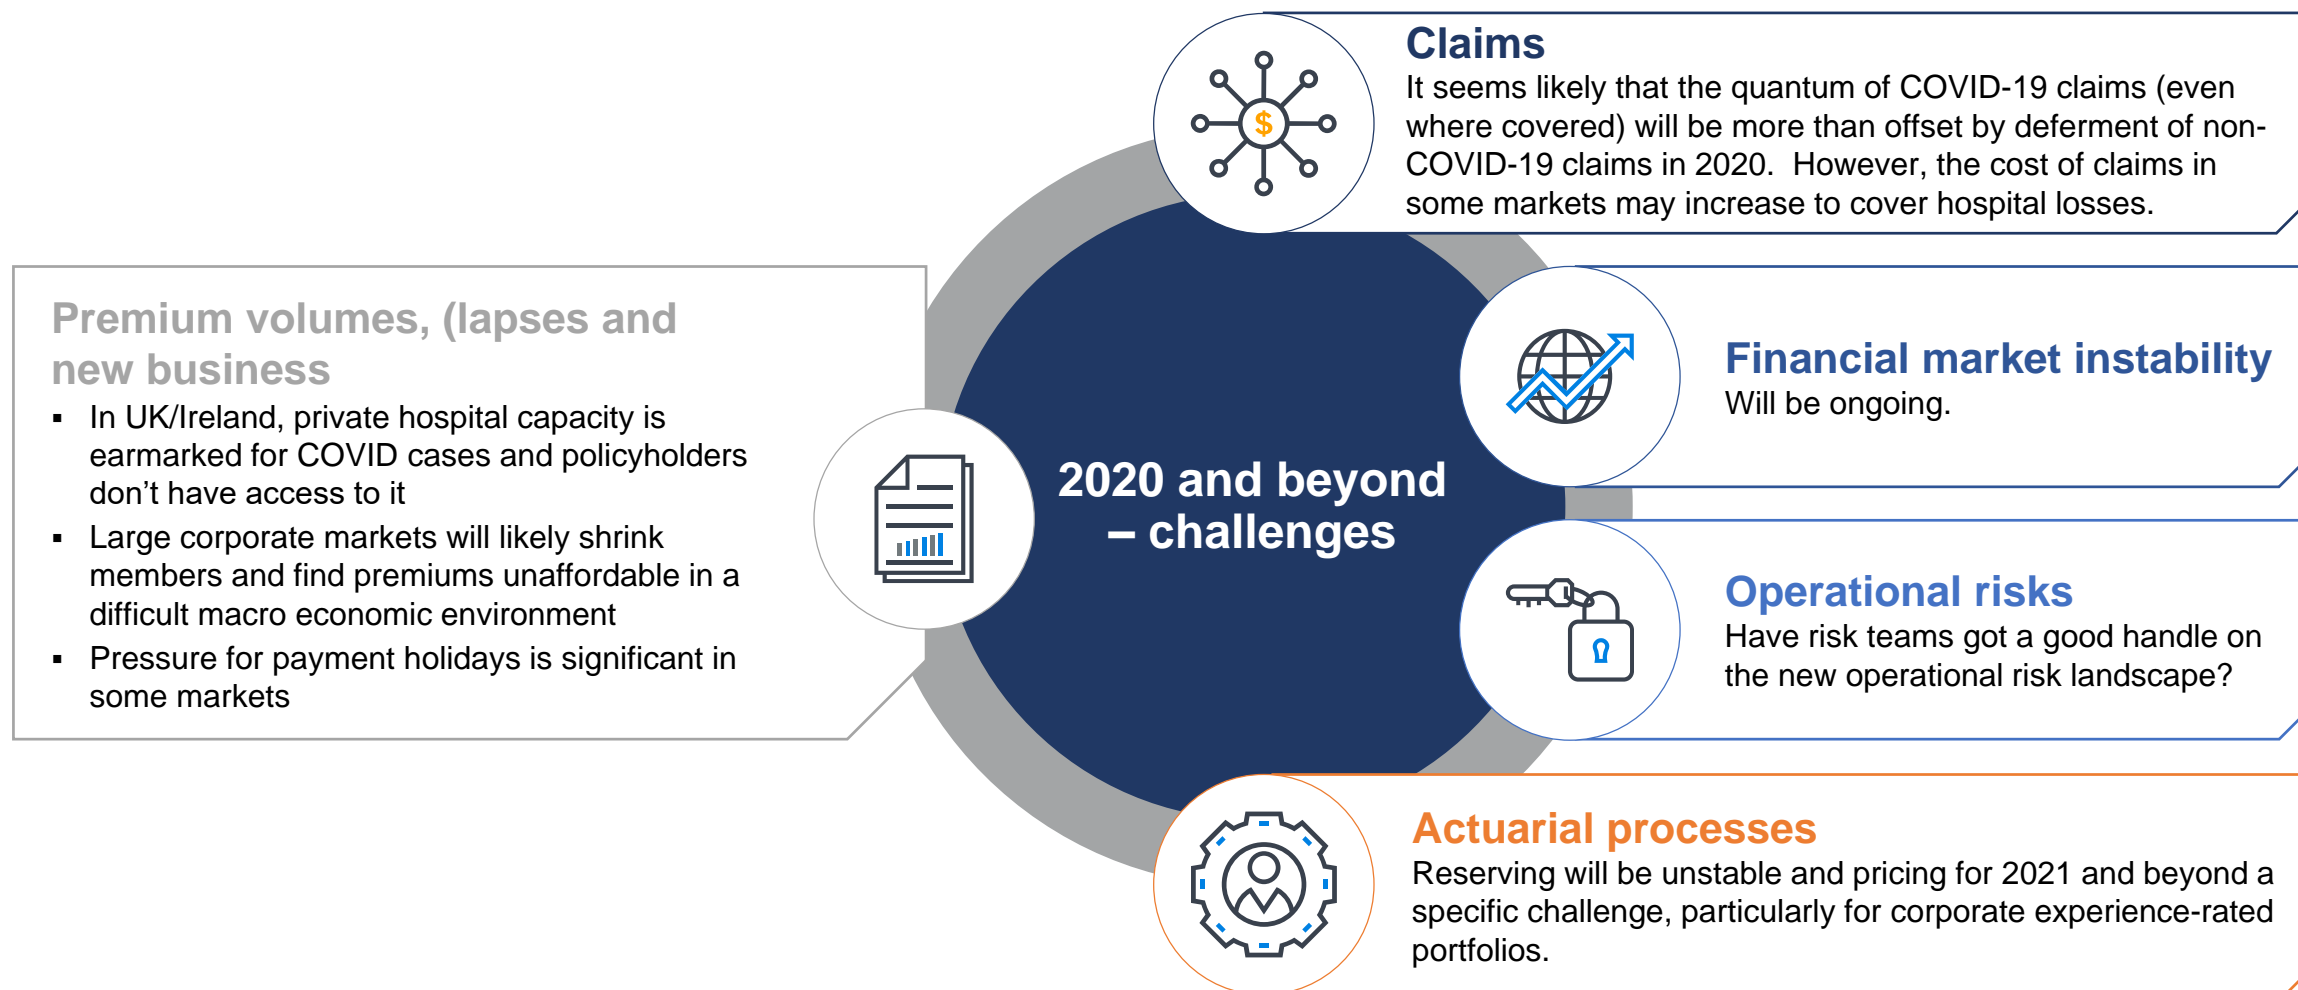 Claims
It seems likely that the quantum of COVID-19 claims (even
where covered) will be more than offset by deferment of non-
COVID-19 claims in 2020.  However, the cost of claims in
some markets may increase to cover hospital losses.
$
Premium volumes, (lapses and
new business
▪ In UK/Ireland, private hospital capacity is
earmarked for COVID cases and policyholders
don’t have access to it
▪ Large corporate markets will likely shrink
members and find premiums unaffordable in a
difficult macro economic environment
▪ Pressure for payment holidays is significant in
some markets
2020 and beyond
– challenges
Financial market instability
Will be ongoing.
Operational risks
Have risk teams got a good handle on
the new operational risk landscape?
Actuarial processes
Reserving will be unstable and pricing for 2021 and beyond a
specific challenge, particularly for corporate experience-rated
portfolios.